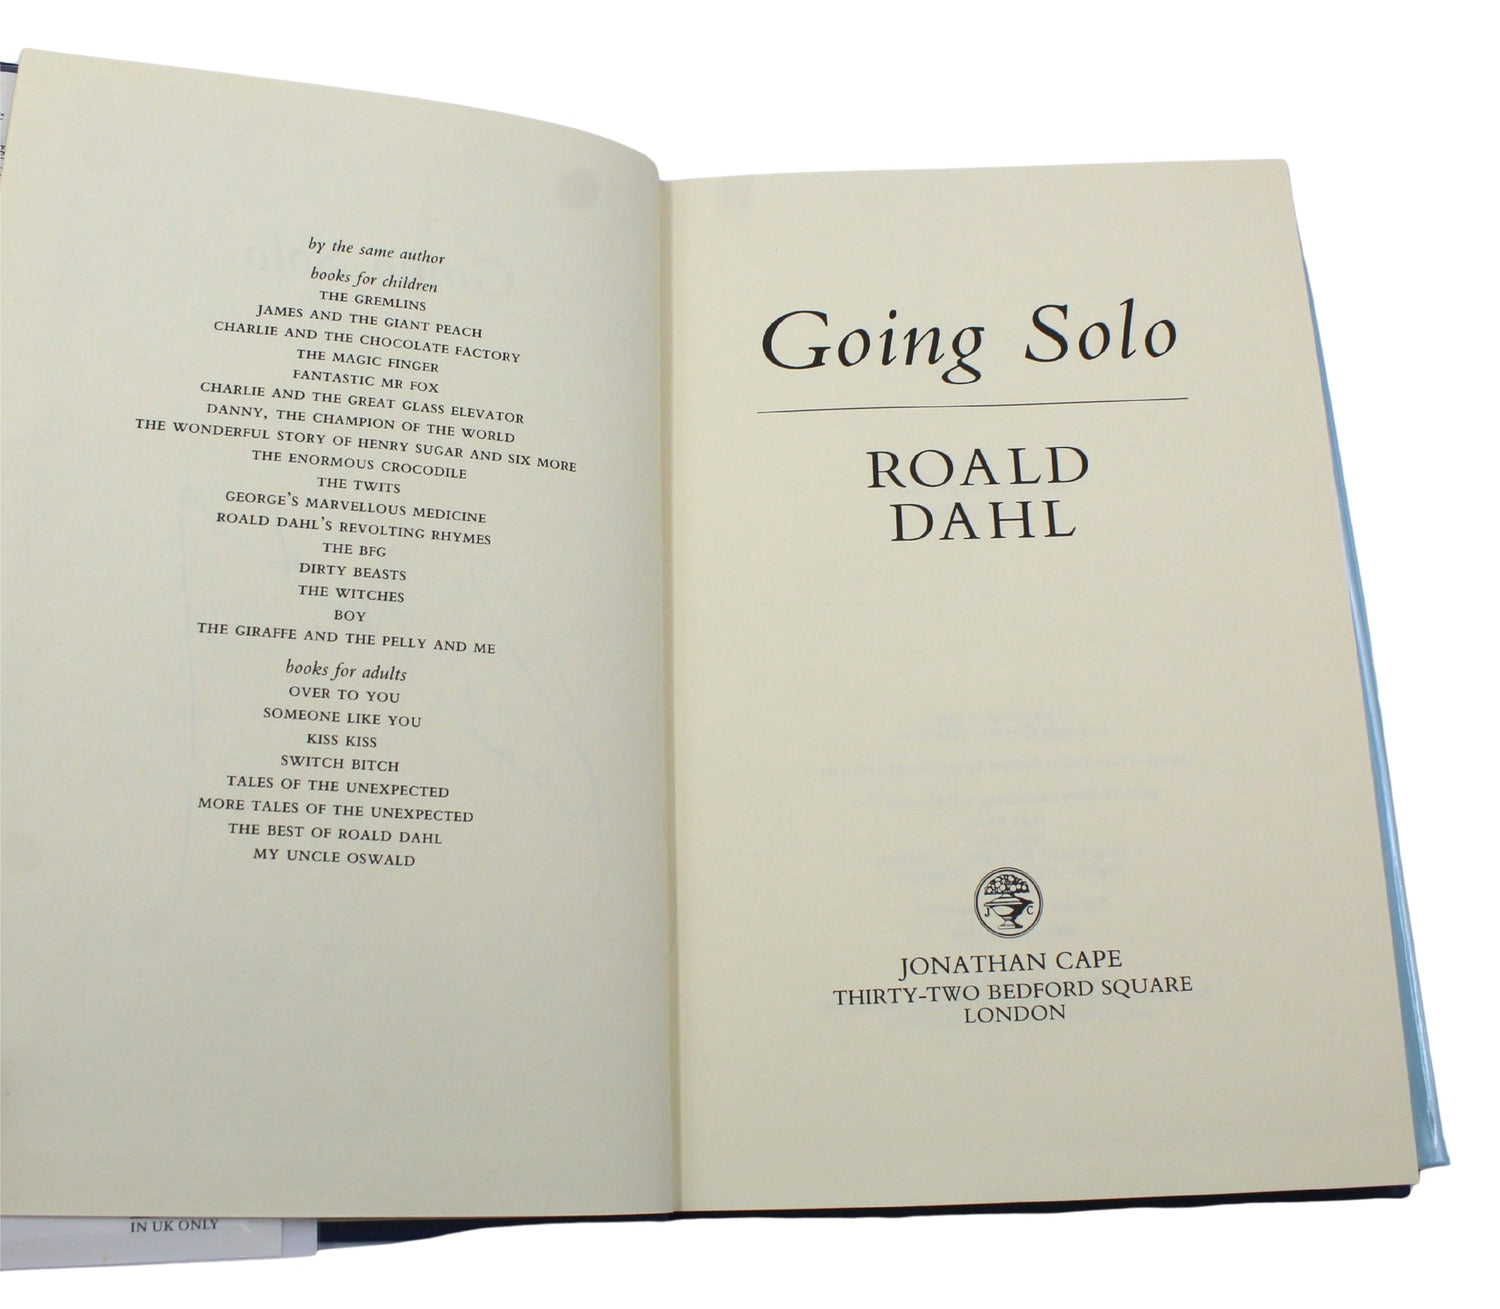 by the same author
books for children
THE GREMLINS
JAMES AND THE GIANT PEACH
CHARLIE AND THE CHOCOLATE FACTORY
THE MAGIC FINGER
FANTASTIC MR FOX
CHARLIE AND THE GREAT GLASS ELEVATOR
DANNY, THE CHAMPION OF THE WORLD
THE WONDERFUL STORY OF HENRY SUGAR AND SIX MORE
THE ENORMOUS CROCODILE
THE TWITS
GEORGE'S MARVELLOUS MEDICINE
ROALD DAHL'S REVOLTING RHYMES
THE BFG
DIRTY BEASTS
THE WITCHES
BOY
THE GIRAFFE AND THE PELLY AND ME
books for adults
OVER TO YOU
SOMEONE LIKE YOU
KISS KISS
SWITCH BITCH
TALES OF THE UNEXPECTED
MORE TALES OF THE UNEXPECTED
THE BEST OF ROALD DAHL
MY UNCLE OSWALD
IN UK ONLY
Going Solo
ROALD
DAHL
J C
JONATHAN CAPE
THIRTY-TWO BEDFORD SQUARE
LONDON